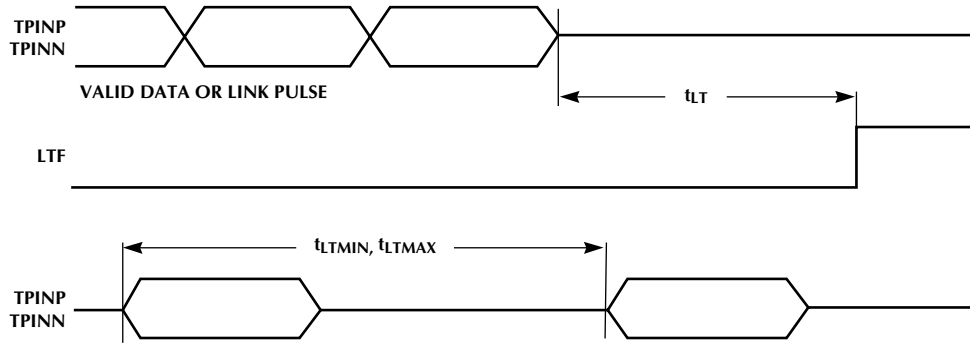 TPINP
TPINN
VALID DATA OR LINK PULSE
tLT
LTF
tLTMIN, tLTMAX
TPINP
TPINN